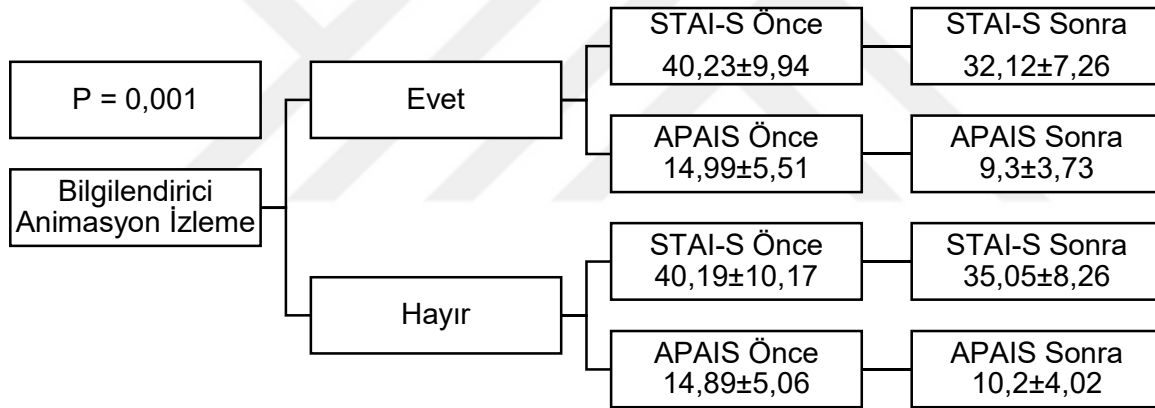 P = 0,001
Bilgilendirici
Animasyon İzleme
Evet
STAI-S Önce
40,23±9,94
STAI-S Sonra
32,12±7,26
APAIS Önce
14,99±5,51
APAIS Sonra
9,3±3,73
Hayır
STAI-S Önce
40,19±10,17
STAI-S Sonra
35,05±8,26
APAIS Önce
14,89±5,06
APAIS Sonra
10,2±4,02